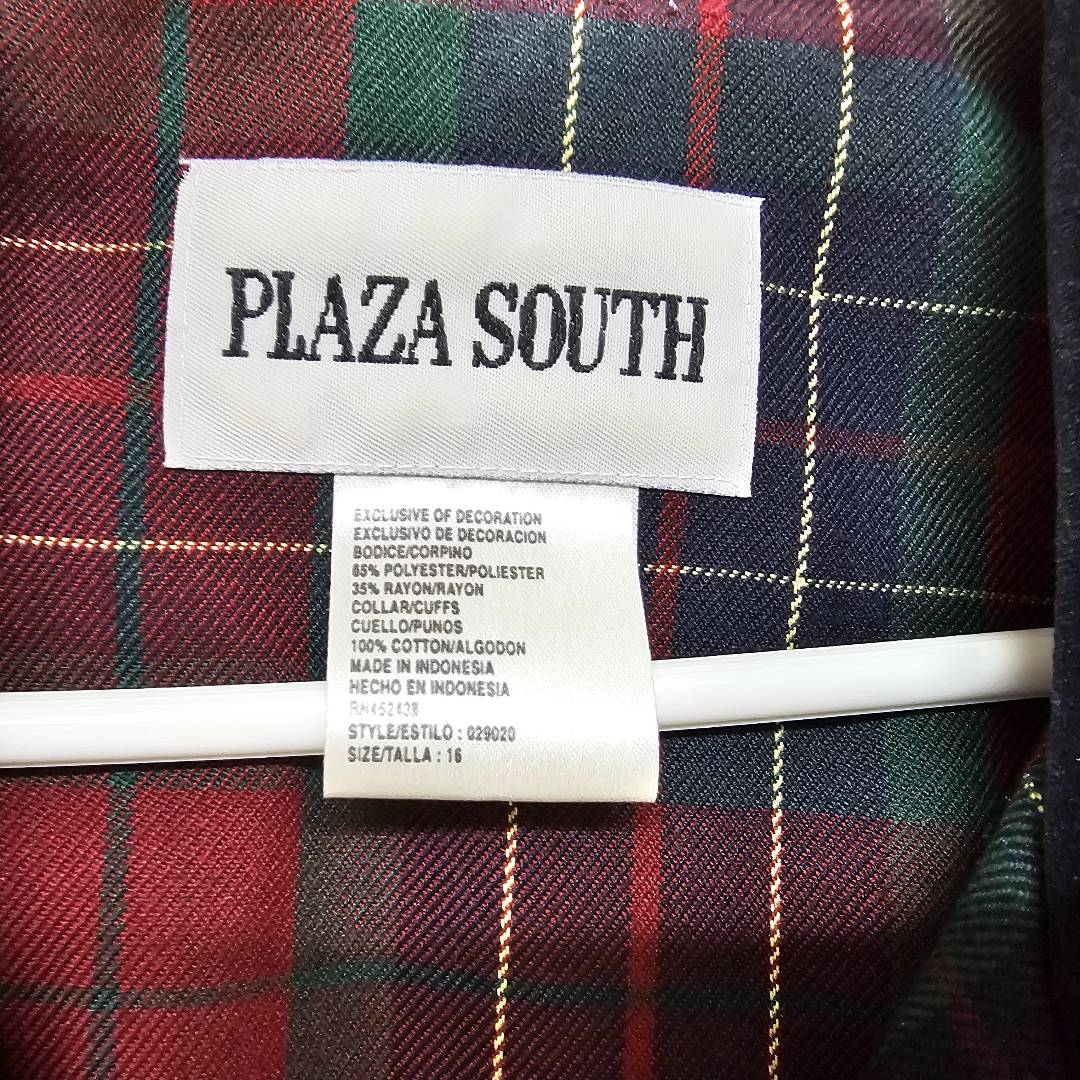 PLAZA SOUTH
EXCLUSIVE OF DECORATION
EXCLUSIVO DE DECORACION
BODICE/CORPINO
65% POLYESTER/POLIESTER
35% RAYON/RAYON
COLLAR/CUFFS
CUELLO/PUNOS
100% COTTON/ALGODON
MADE IN INDONESIA
HECHO EN INDONESIA
RN452438
STYLE/ESTILO : 029020
SIZE/TALLA : 16